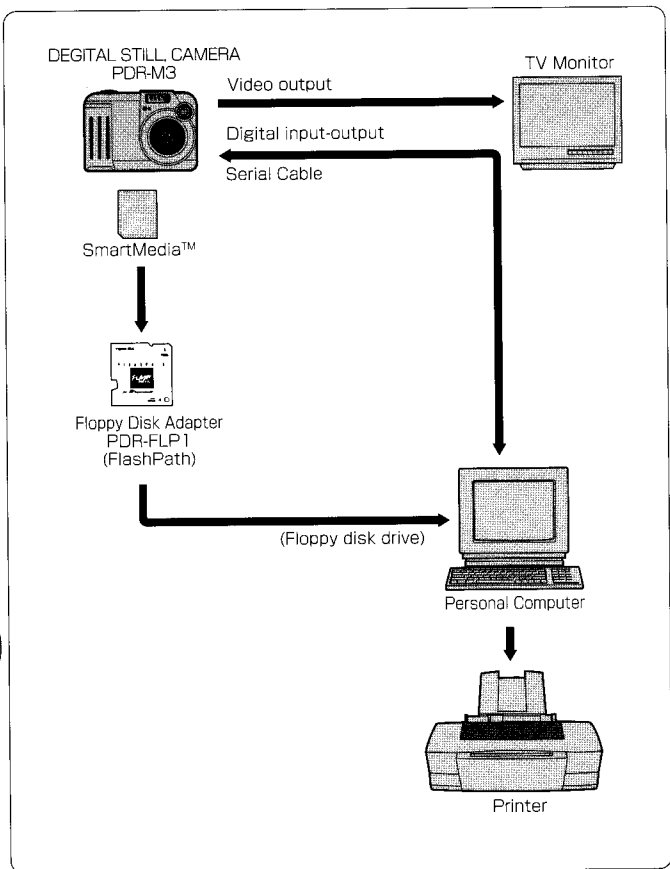 DEGITAL STILL, CAMERA
PDR-M3
TV Monitor
Video output
Digital input-output
Serial Cable
SmartMedia™
FLASH
Floppy Disk Adapter
PDR-FLP1
(FlashPath)
(Floppy disk drive)
Personal Computer
Printer